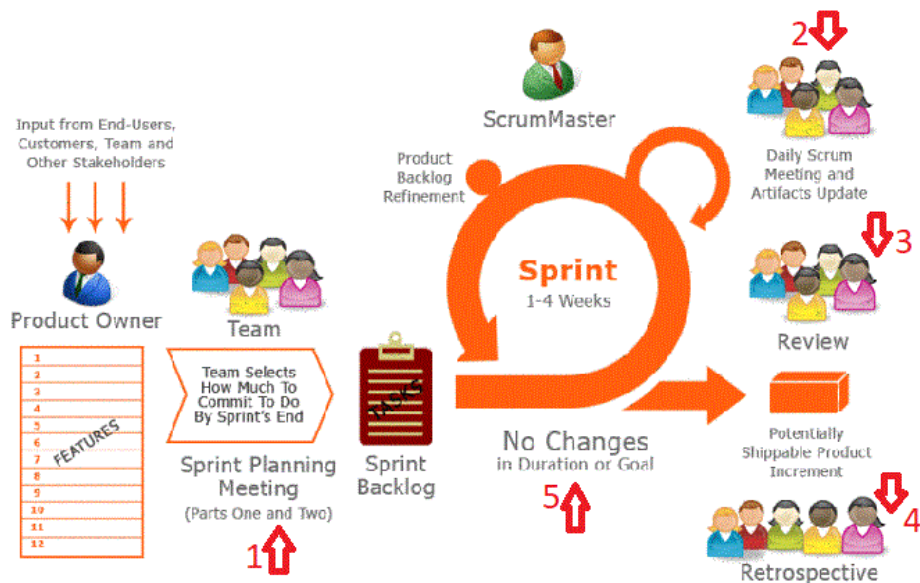 Input from End-Users,
Customers, Team and
Other Stakeholders
Product Owner
1
2
3
4
5
6
7
8
9
10
11
12
FEATURES
Team
Team Selects
How Much To
Commit To Do
By Sprint's End
Sprint Planning
Meeting
(Parts One and Two)
1
TASKS
Sprint
Backlog
ScrumMaster
Product
Backlog
Refinement
Sprint
1-4 Weeks
No Changes
in Duration or Goal
5
2
Daily Scrum
Meeting and
Artifacts Update
3
Review
Potentially
Shippable Product
Increment
4
Retrospective